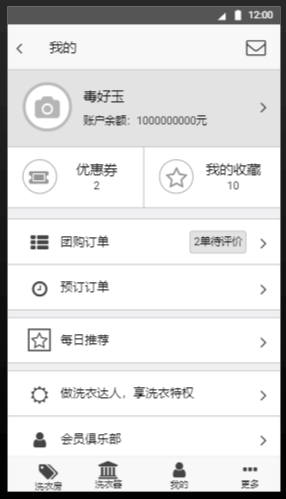 12:00
我的
毒好玉
账户余额：1000000000元
优惠券
2
我的收藏
10
团购订单
2单待评价
预订订单
每日推荐
做洗衣达人，享洗衣特权
会员俱乐部
洗衣房
洗衣篓
我的
更多